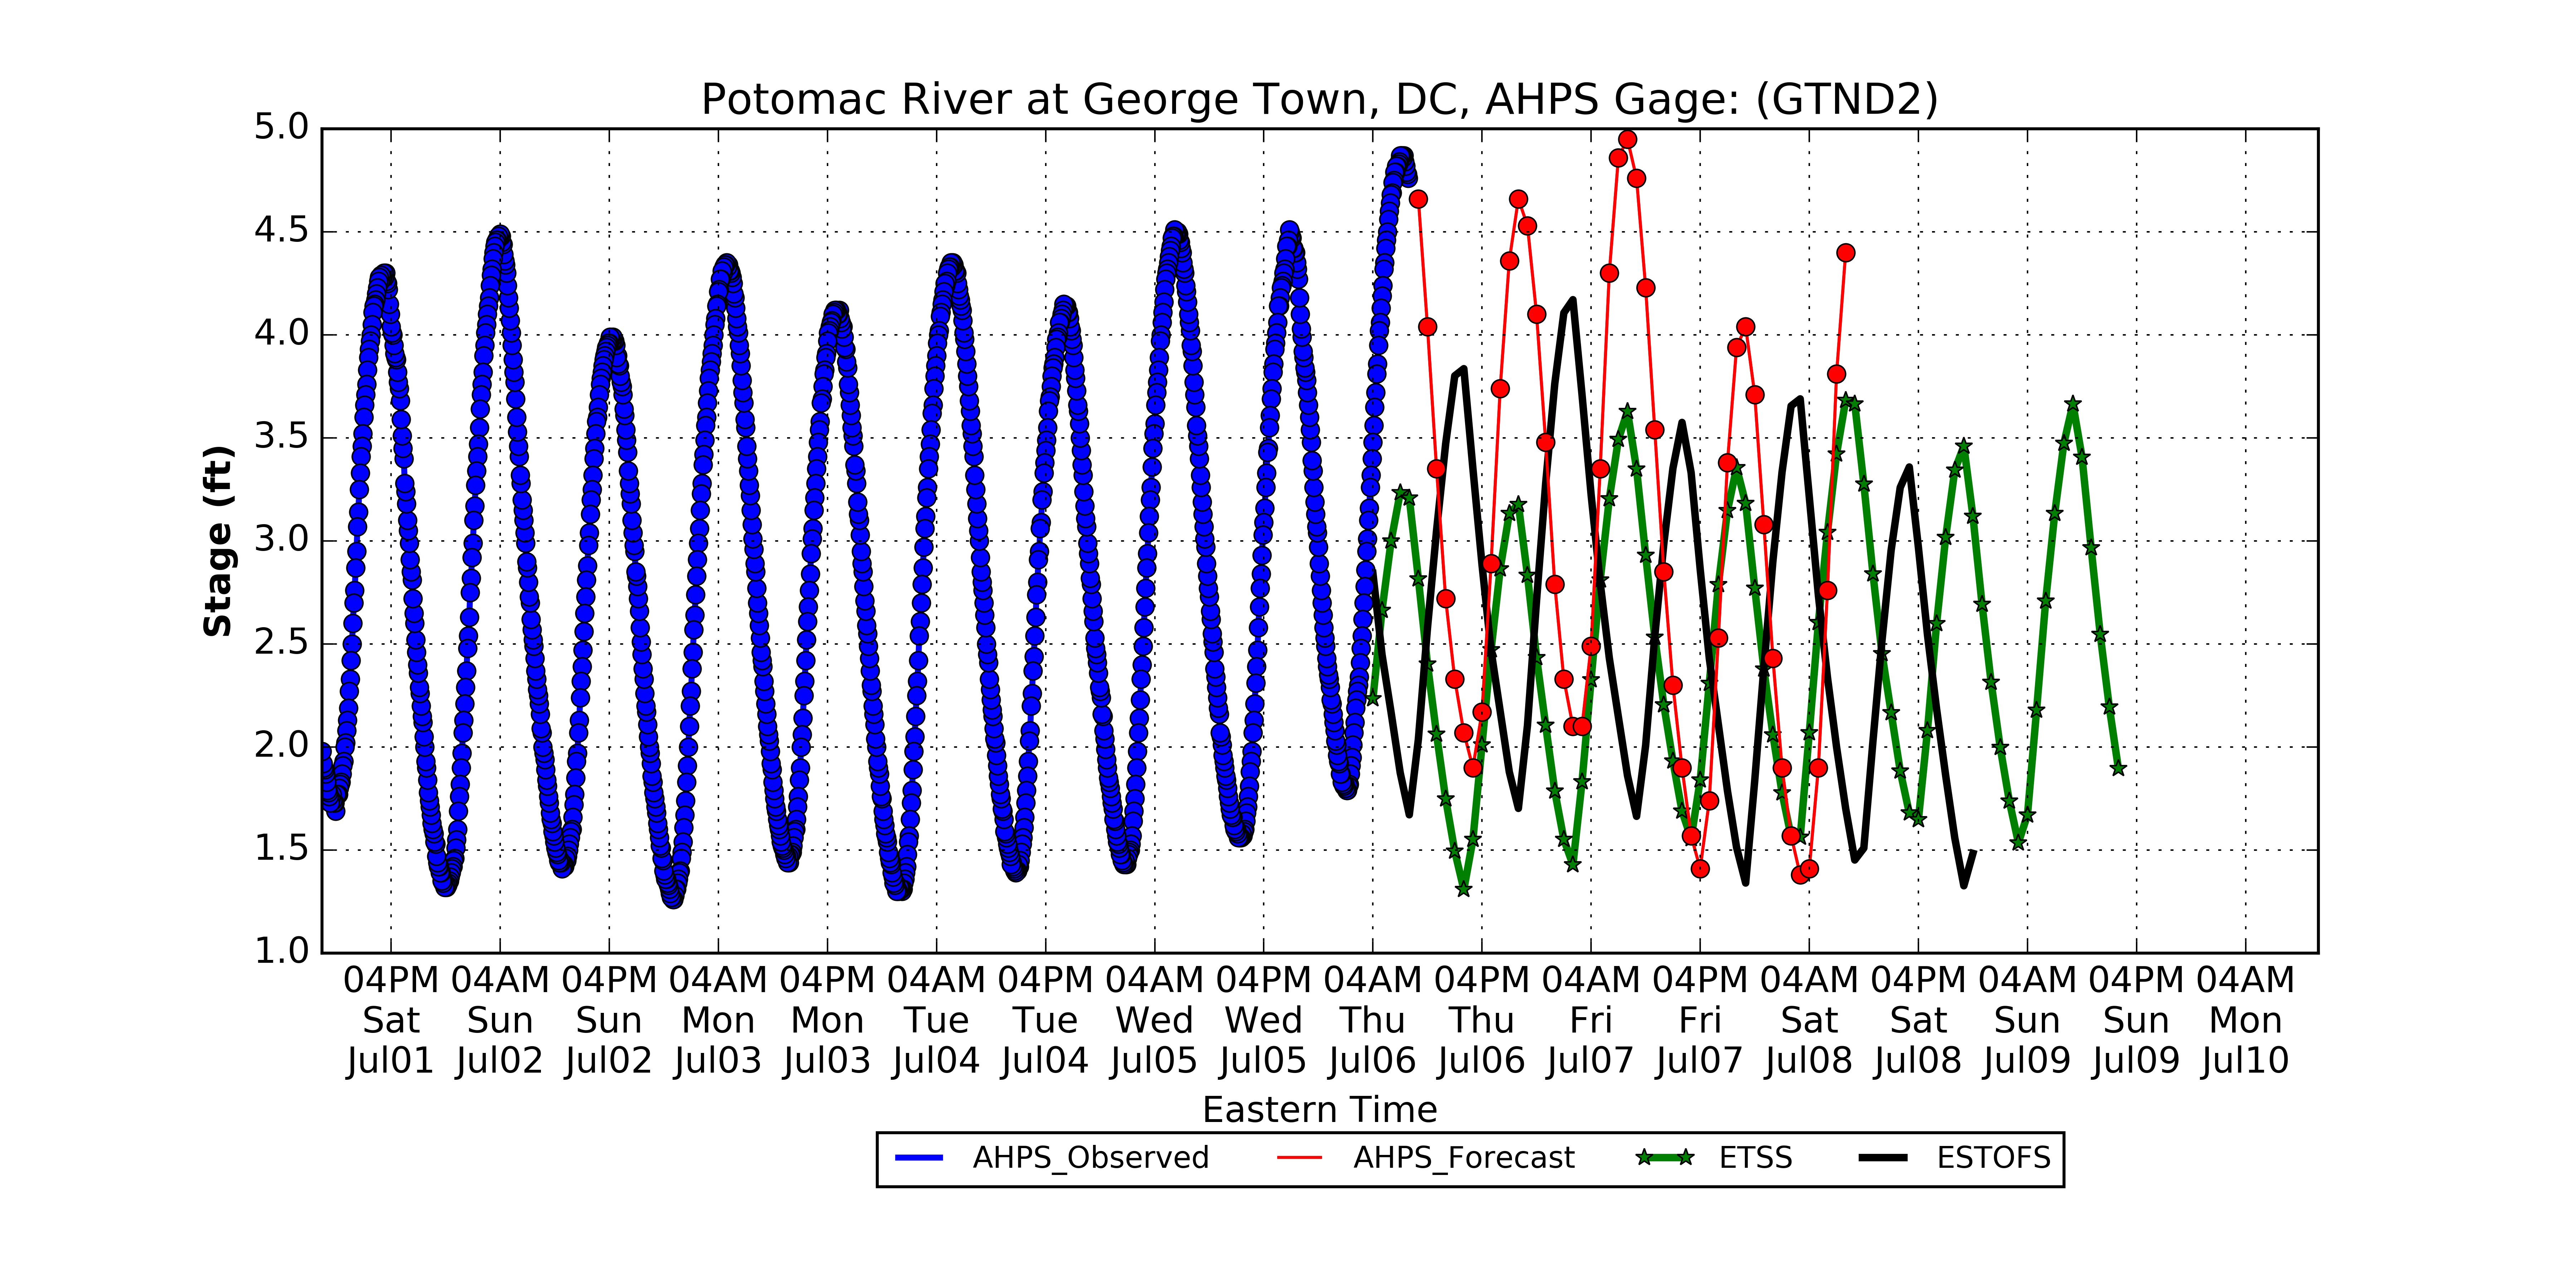 Potomac River at George Town, DC, AHPS Gage: (GTND2)
5.0
4.5
4.0
3.5
3.0
2.5
2.0
1.5
1.0
Stage (ft)
04PM 04AM 04PM 04AM 04PM 04AM 04PM 04AM 04PM 04AM 04PM 04AM 04PM 04AM 04PM 04AM 04PM 04AM
Sat Sun Sun Mon Mon Tue Tue Wed Wed Thu Thu Fri Fri Sat Sat Sun Sun Mon
Jul01 Jul02 Jul02 Jul03 Jul03 Jul04 Jul04 Jul05 Jul05 Jul06 Jul06 Jul07 Jul07 Jul08 Jul08 Jul09 Jul09 Jul10
Eastern Time
AHPS_Observed AHPS_Forecast ETSS ESTOFS